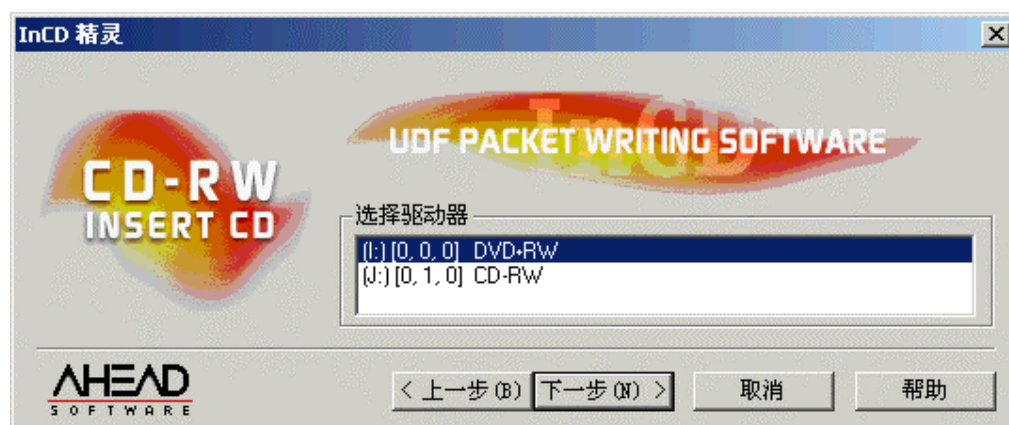 InCD 精灵
InCD
UDF PACKET WRITING SOFTWARE
CD-RW
INSERT CD
选择驱动器
(I:) [0, 0, 0] DVD+RW
(J:) [0, 1, 0] CD-RW
AHEAD
SOFTWARE
< 上一步(B)
下一步(N) >
取消
帮助